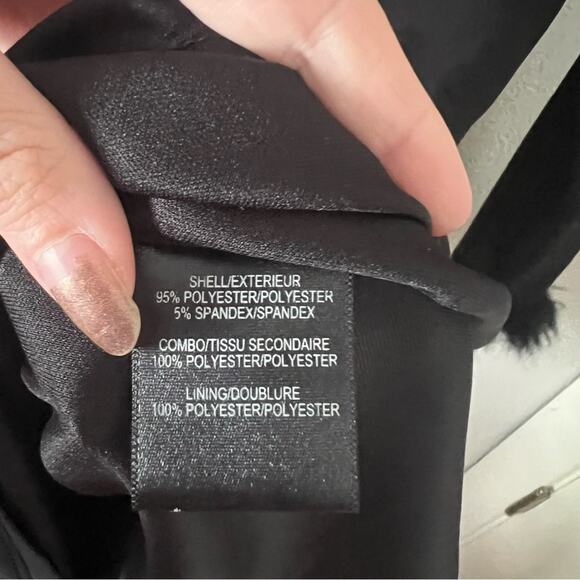 SHELL/EXTERIEUR
95% POLYESTER/POLYESTER
5% SPANDEX/SPANDEX
COMBO/TISSU SECONDAIRE
100% POLYESTER/POLYESTER
LINING/DOUBLURE
100% POLYESTER/POLYESTER